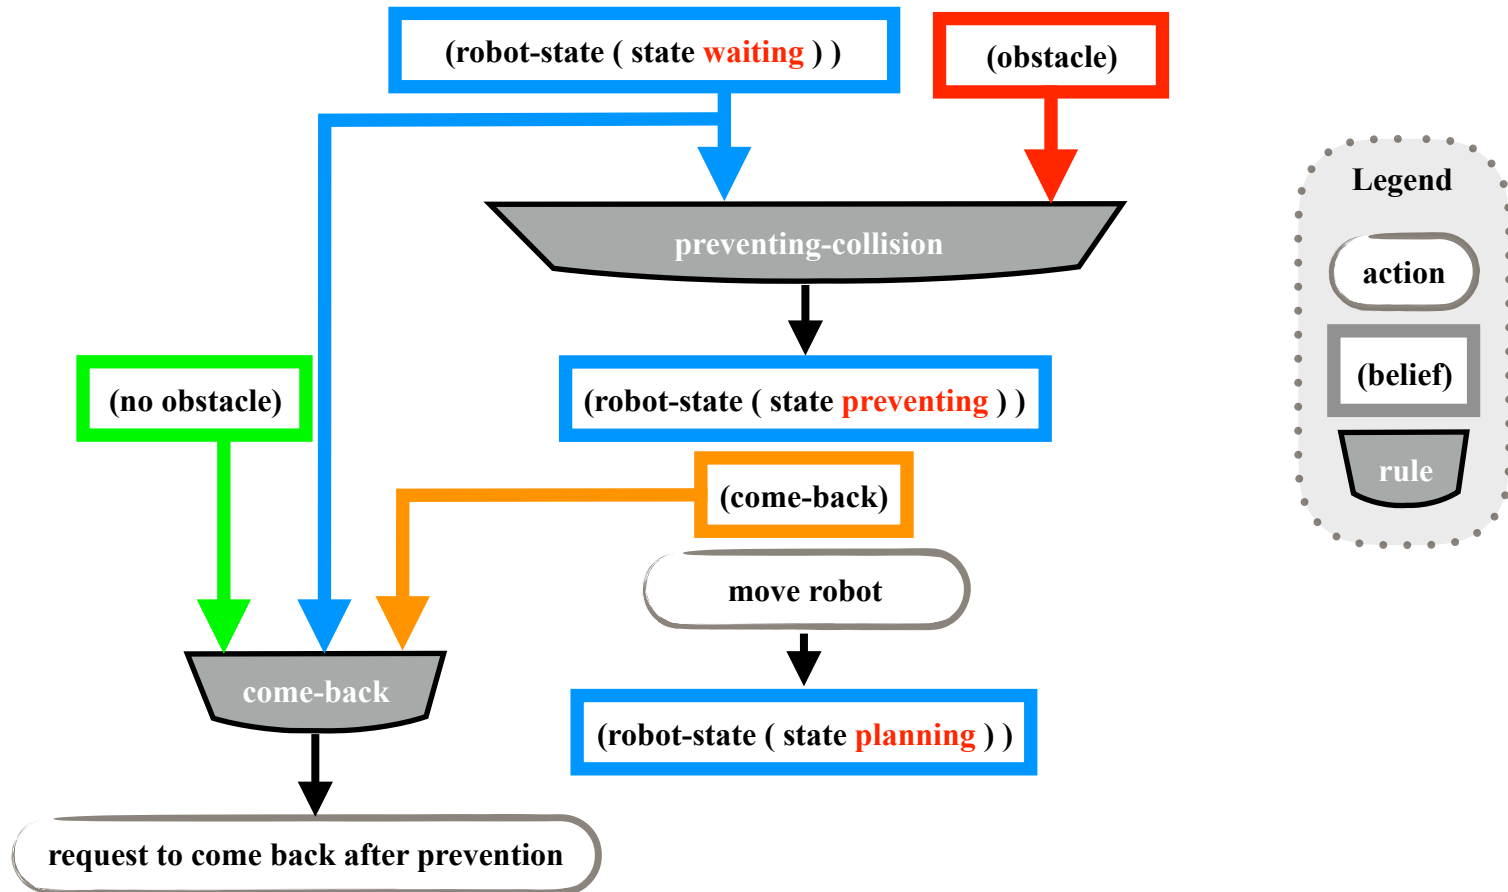 (robot-state ( state waiting ) )
(obstacle)
Legend
preventing-collision
action
(no obstacle)
(robot-state ( state preventing ) )
(belief)
(come-back)
rule
move robot
come-back
(robot-state ( state planning ) )
request to come back after prevention